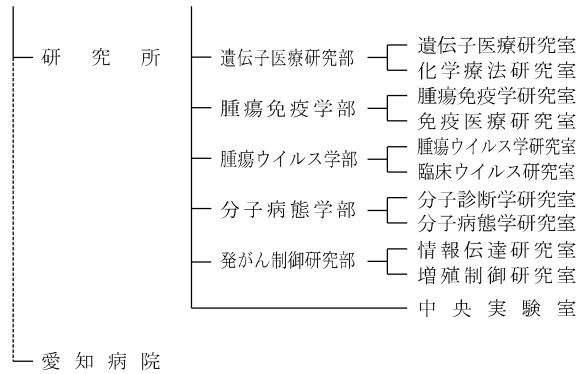 研究所
遺伝子医療研究部
遺伝子医療研究室
化学療法研究室
腫瘍免疫学部
腫瘍免疫学研究室
免疫医療研究室
腫瘍ウイルス学部
腫瘍ウイルス学研究室
臨床ウイルス研究室
分子病態学部
分子診断学研究室
分子病態学研究室
発がん制御研究部
情報伝達研究室
増殖制御研究室
中央実験室
愛知病院